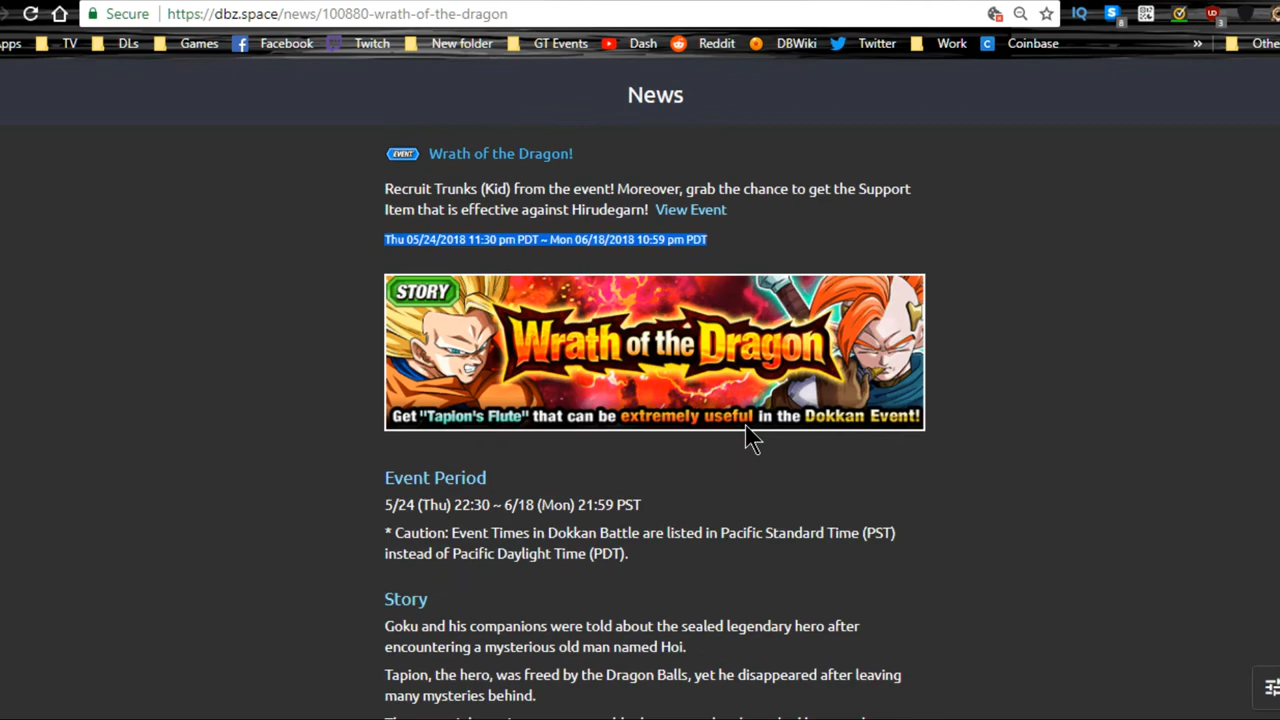 Secure https://dbz.space/news/100880-wrath-of-the-dragon
IQ 8 3
TV DLs Games Facebook Twitch New folder GT Events Dash Reddit DBWiki Twitter Work Coinbase »
News
EVENT Wrath of the Dragon!
Recruit Trunks (Kid) from the event! Moreover, grab the chance to get the Support
Item that is effective against Hirudegarn! View Event
Thu 05/24/2018 11:30 pm PDT ~ Mon 06/18/2018 10:59 pm PDT
STORY
Wrath of the Dragon
Get "Tapion's Flute" that can be extremely useful in the Dokkan Event!
Event Period
5/24 (Thu) 22:30 ~ 6/18 (Mon) 21:59 PST
* Caution: Event Times in Dokkan Battle are listed in Pacific Standard Time (PST)
instead of Pacific Daylight Time (PDT).
Story
Goku and his companions were told about the sealed legendary hero after
encountering a mysterious old man named Hoi.
Tapion, the hero, was freed by the Dragon Balls, yet he disappeared after leaving
many mysteries behind.